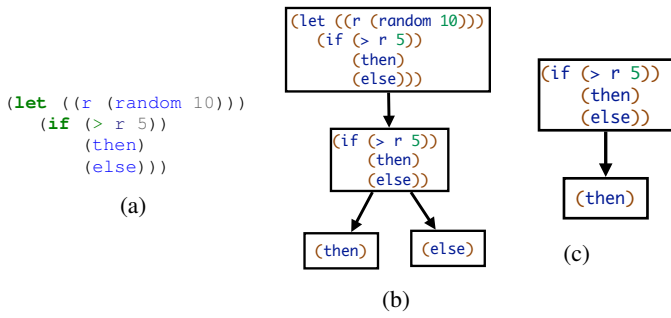 (let ((r (random 10)))
(if (> r 5))
(then)
(else)))
(a)
(let ((r (random 10)))
(if (> r 5))
(then)
(else)))
(if (> r 5))
(then)
(else))
(then)
(else)
(b)
(if (> r 5))
(then)
(else))
(then)
(c)